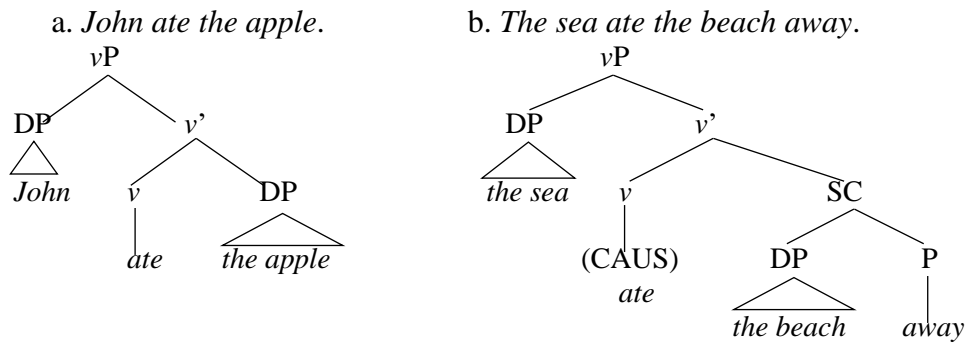 a. John ate the apple.
vP
DP
v’
John
v
DP
ate
the apple
b. The sea ate the beach away.
vP
DP
v’
the sea
v
SC
(CAUS)
ate
DP
P
the beach
away